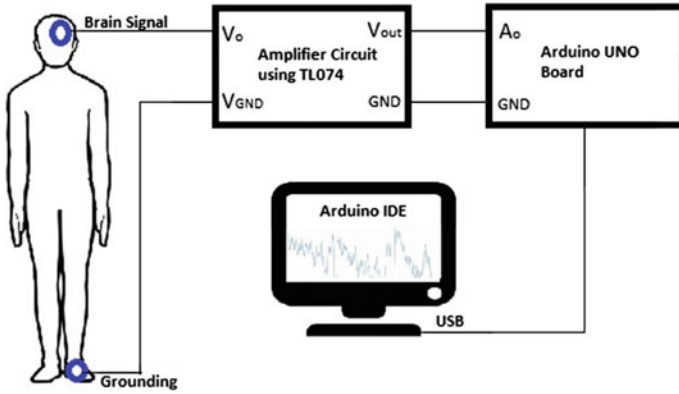 Brain Signal
Vo
Vout
Amplifier Circuit
using TL074
VGND
GND
Ao
Arduino UNO
Board
GND
Arduino IDE
USB
Grounding